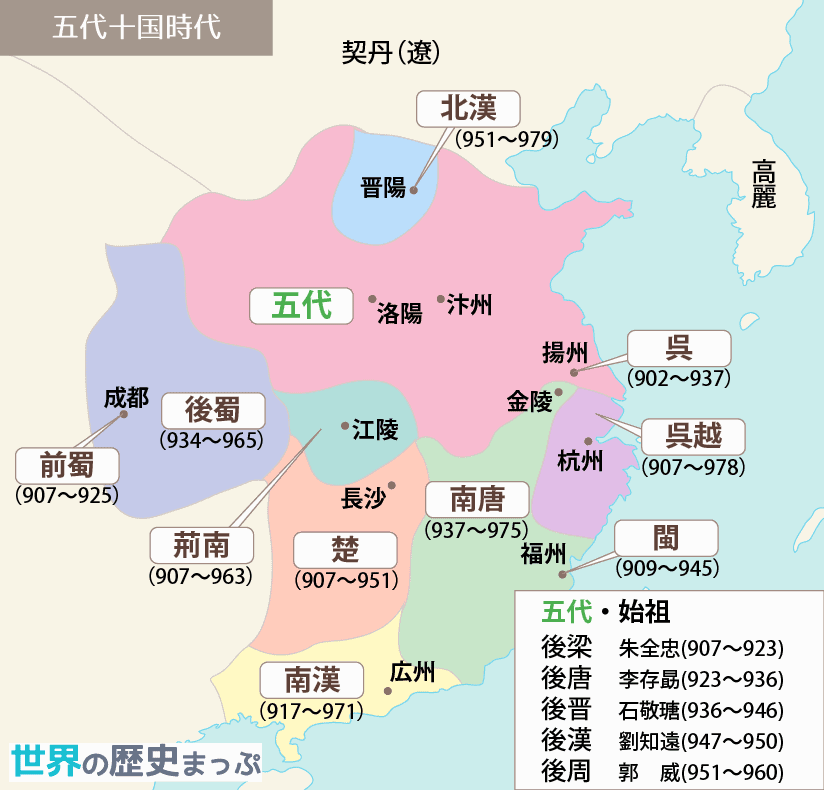 五代十国時代
契丹（遼）
北漢
（951〜979）
晋陽
高麗
五代
洛陽
汴州
揚州
呉
（902〜937）
成都
後蜀
（934〜965）
金陵
呉越
（907〜978）
前蜀
（907〜925）
江陵
杭州
長沙
南唐
（937〜975）
荊南
（907〜963）
楚
（907〜951）
福州
閩
（909〜945）
南漢
（917〜971）
広州
五代・始祖
後梁 朱全忠(907〜923)
後唐 李存勗(923〜936)
後晋 石敬瑭(936〜946)
後漢 劉知遠(947〜950)
後周 郭　威(951〜960)
世界の歴史まっぷ